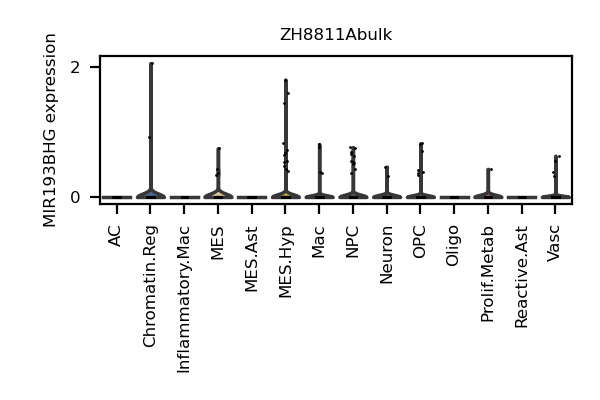 ZH8811Abulk
MIR193BHG expression
2
0
AC
Chromatin.Reg
Inflammatory.Mac
MES
MES.Ast
MES.Hyp
Mac
NPC
Neuron
OPC
Oligo
Prolif.Metab
Reactive.Ast
Vasc